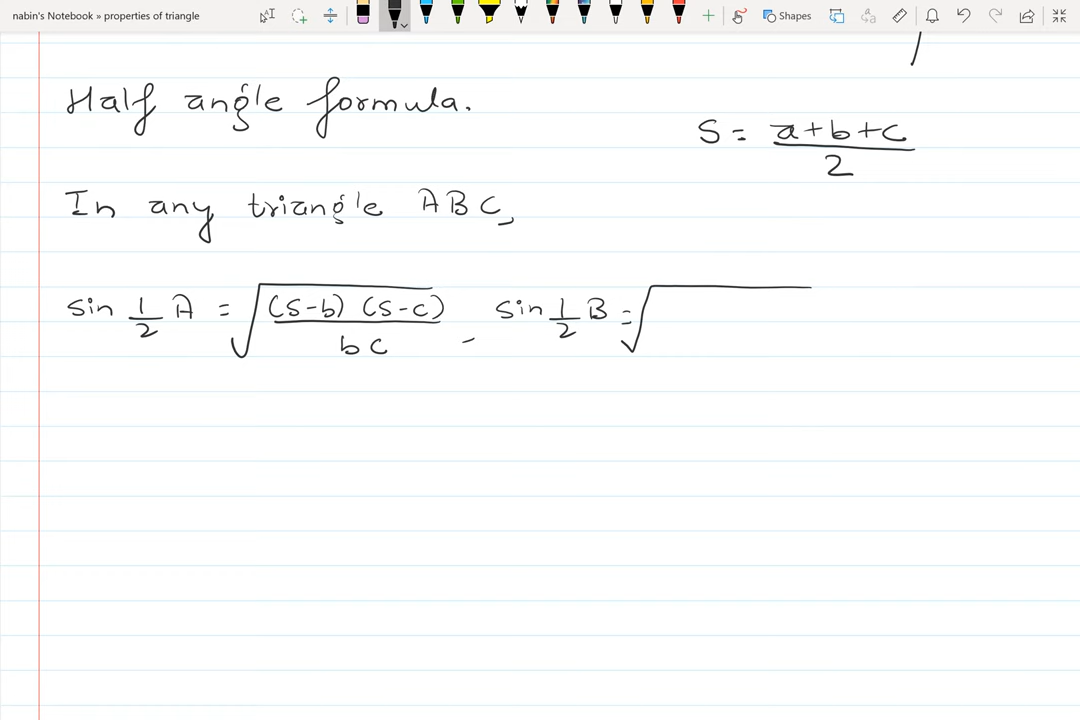 nabin's Notebook » properties of triangle Shapes
Half angle formula.
S = a+b+c / 2
In any triangle ABC,
sin 1/2 A = √((s-b) (s-c) / bc) , sin 1/2 B = √